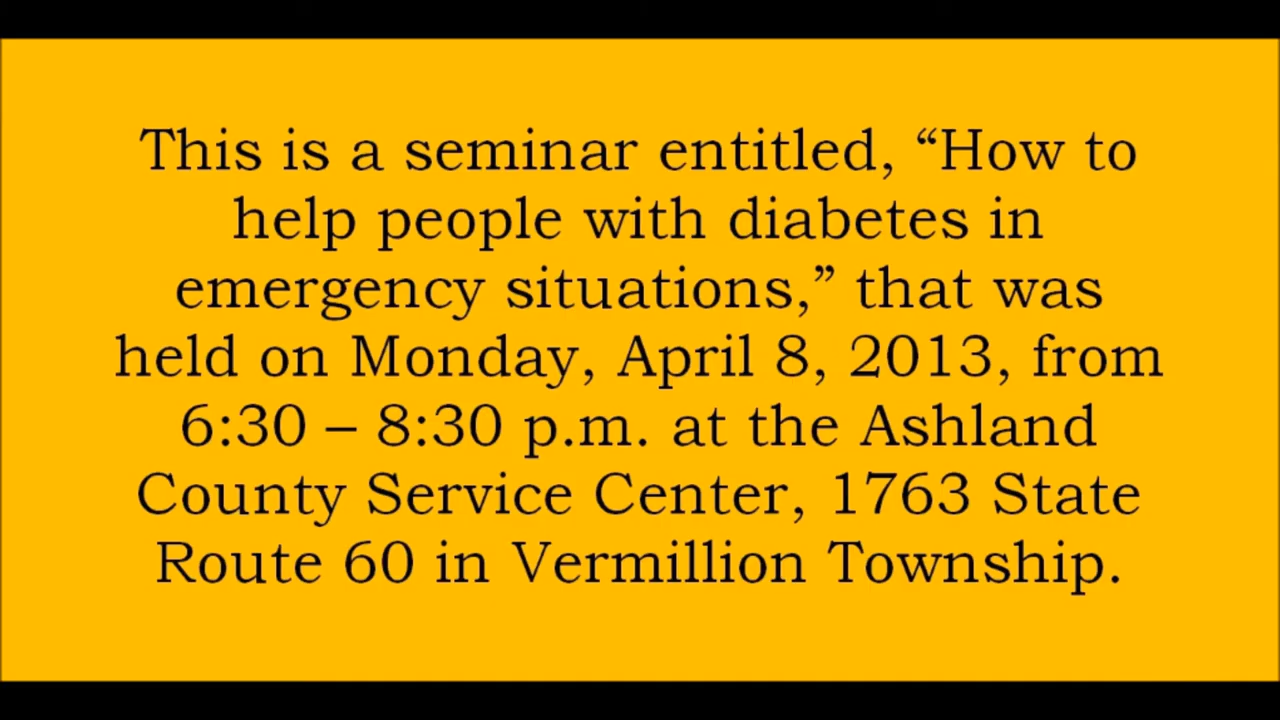 This is a seminar entitled, “How to
help people with diabetes in
emergency situations,” that was
held on Monday, April 8, 2013, from
6:30 – 8:30 p.m. at the Ashland
County Service Center, 1763 State
Route 60 in Vermillion Township.